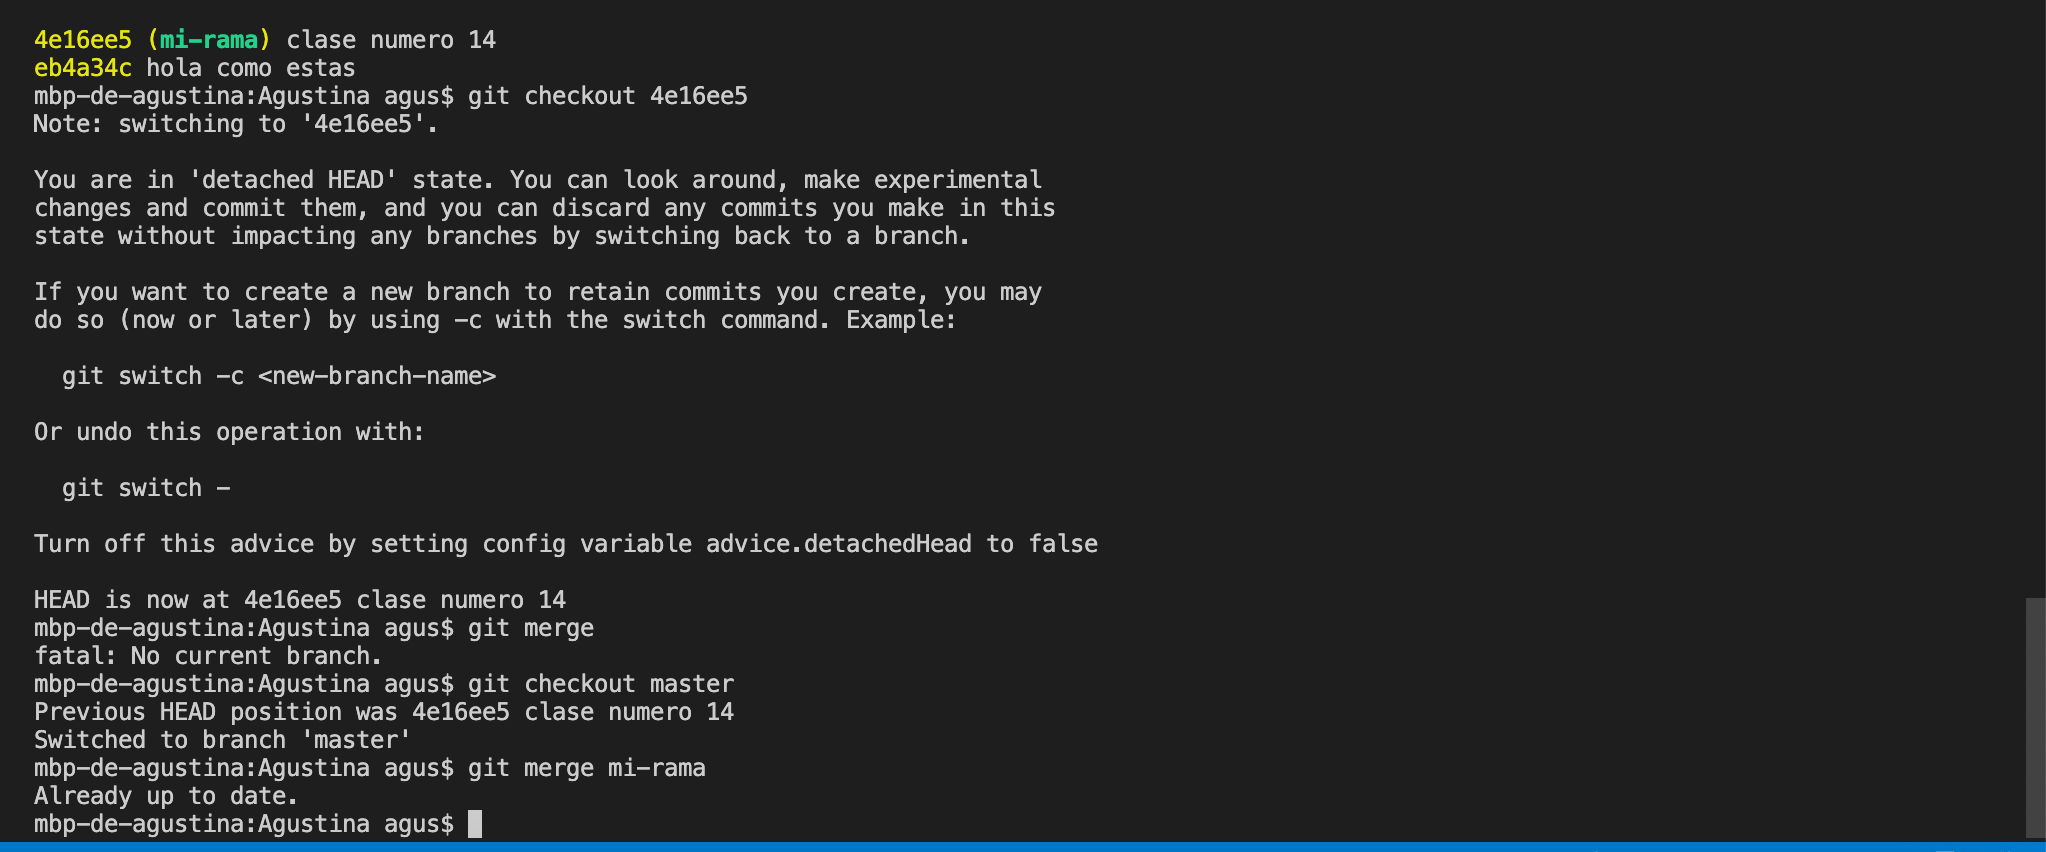 4e16ee5 (mi-rama) clase numero 14
eb4a34c hola como estas
mbp-de-agustina:Agustina agus$ git checkout 4e16ee5
Note: switching to '4e16ee5'.
You are in 'detached HEAD' state. You can look around, make experimental
changes and commit them, and you can discard any commits you make in this
state without impacting any branches by switching back to a branch.
If you want to create a new branch to retain commits you create, you may
do so (now or later) by using -c with the switch command. Example:
git switch -c <new-branch-name>
Or undo this operation with:
git switch -
Turn off this advice by setting config variable advice.detachedHead to false
HEAD is now at 4e16ee5 clase numero 14
mbp-de-agustina:Agustina agus$ git merge
fatal: No current branch.
mbp-de-agustina:Agustina agus$ git checkout master
Previous HEAD position was 4e16ee5 clase numero 14
Switched to branch 'master'
mbp-de-agustina:Agustina agus$ git merge mi-rama
Already up to date.
mbp-de-agustina:Agustina agus$